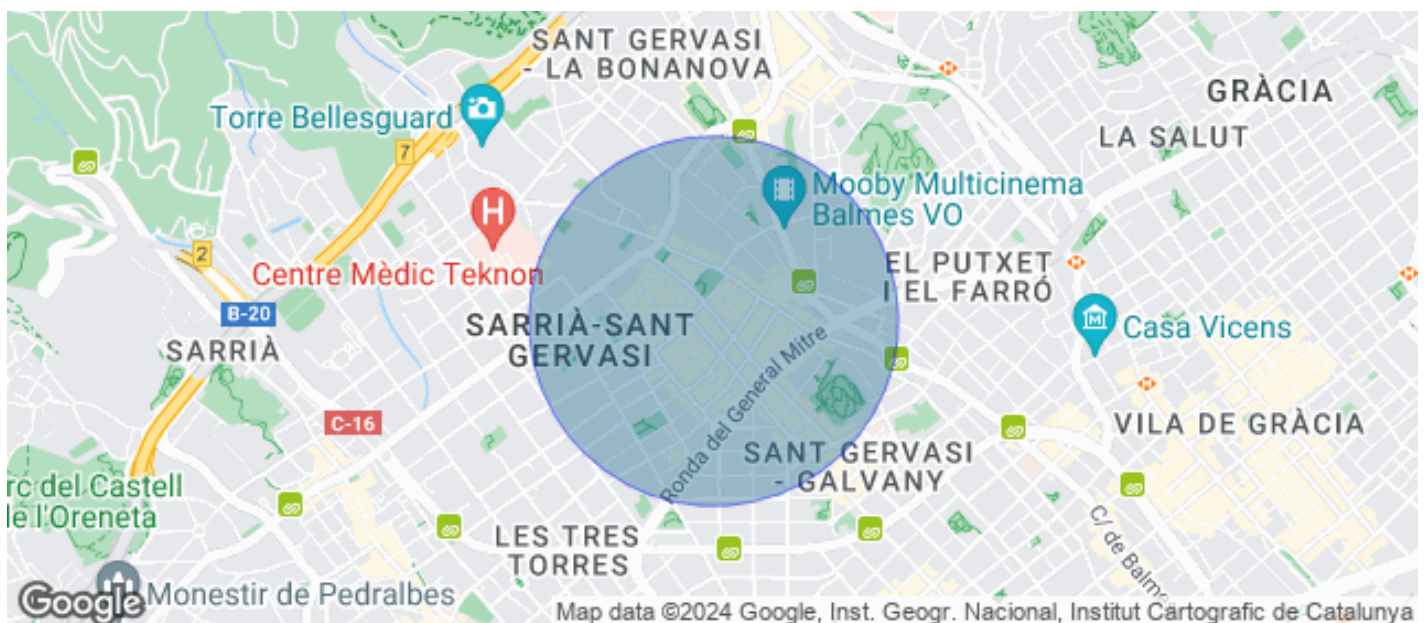 SANT GERVASI
- LA BONANOVA
GRÀCIA
Torre Bellesguard
LA SALUT
7
Mooby Multicinema
Balmes VO
H
2
Centre Mèdic Teknon
EL PUTXET
I EL FARRÓ
B-20
SARRIÀ-SANT
GERVASI
Casa Vicens
SARRIÀ
Ronda del General Mitre
C-16
VILA DE GRÀCIA
SANT GERVASI
- GALVANY
rc del Castell
de l'Oreneta
LES TRES
TORRES
C/ de Balme
Monestir de Pedralbes
Google
Map data ©2024 Google, Inst. Geogr. Nacional, Institut Cartografic de Catalunya